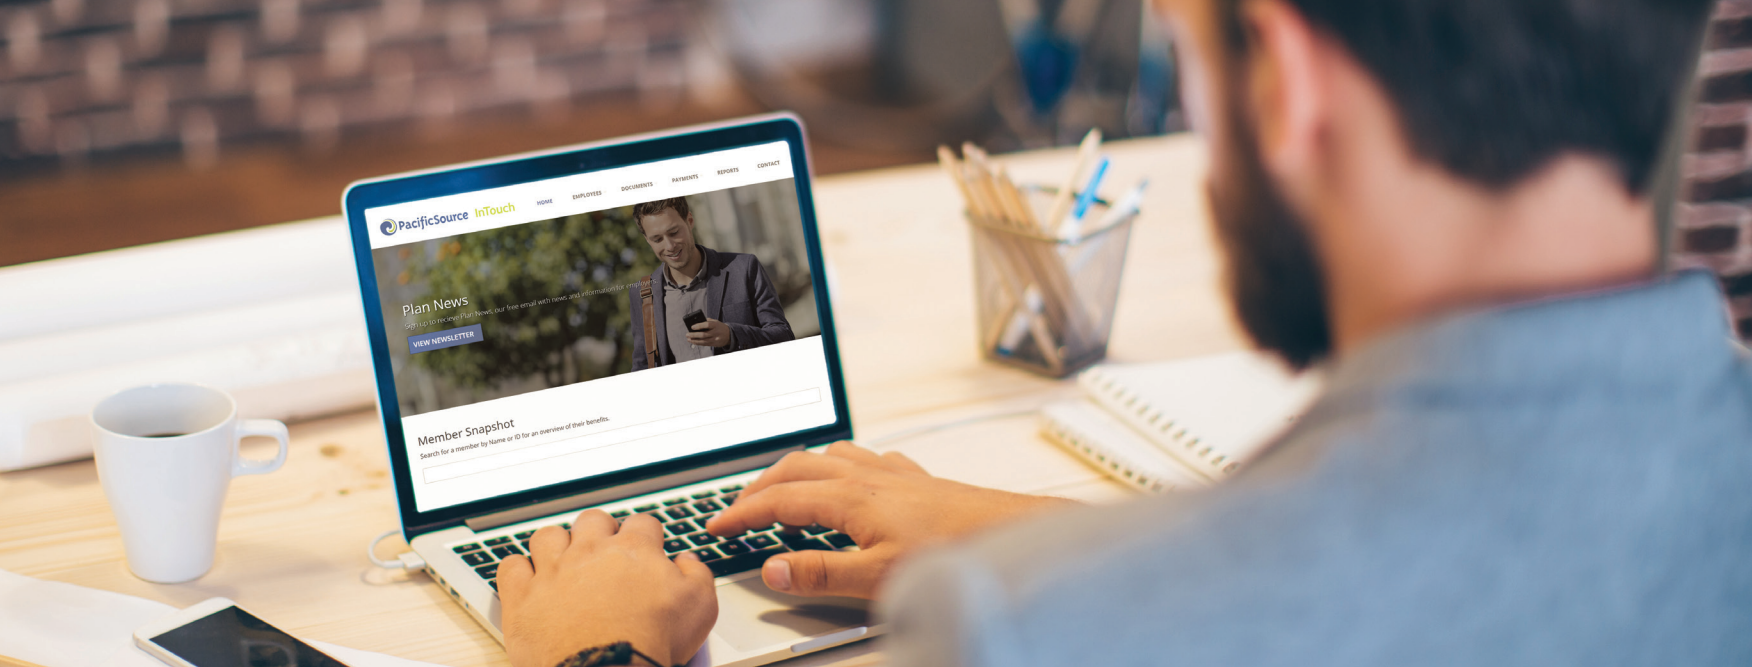 PacificSource InTouch
HOME EMPLOYEES DOCUMENTS PAYMENTS REPORTS CONTACT
Plan News
Sign up to recieve Plan News, our free email with news and information for employers.
VIEW NEWSLETTER
Member Snapshot
Search for a member by Name or ID for an overview of their benefits.